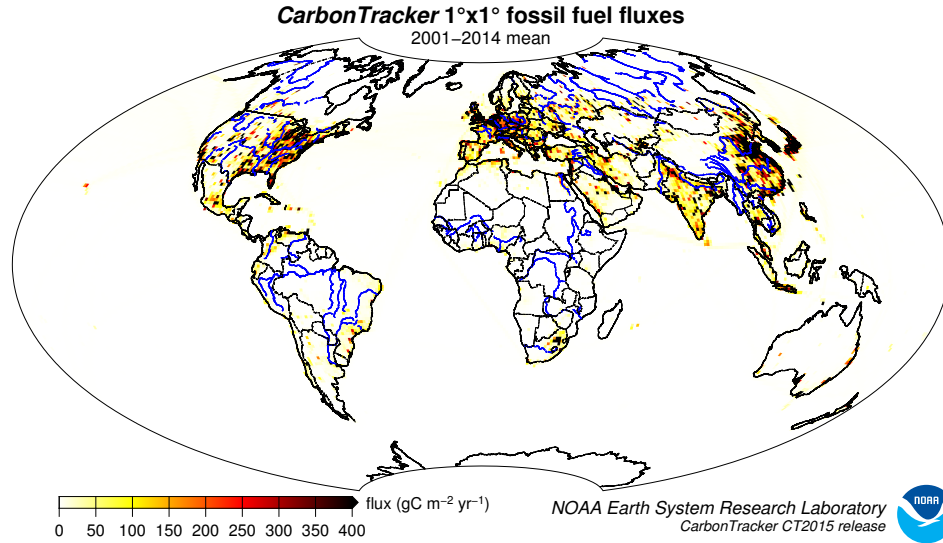 CarbonTracker 1°x1° fossil fuel fluxes
2001−2014 mean
flux (gC m−2 yr−1)
0 50 100 150 200 250 300 350 400
NOAA Earth System Research Laboratory
CarbonTracker CT2015 release
NOAA